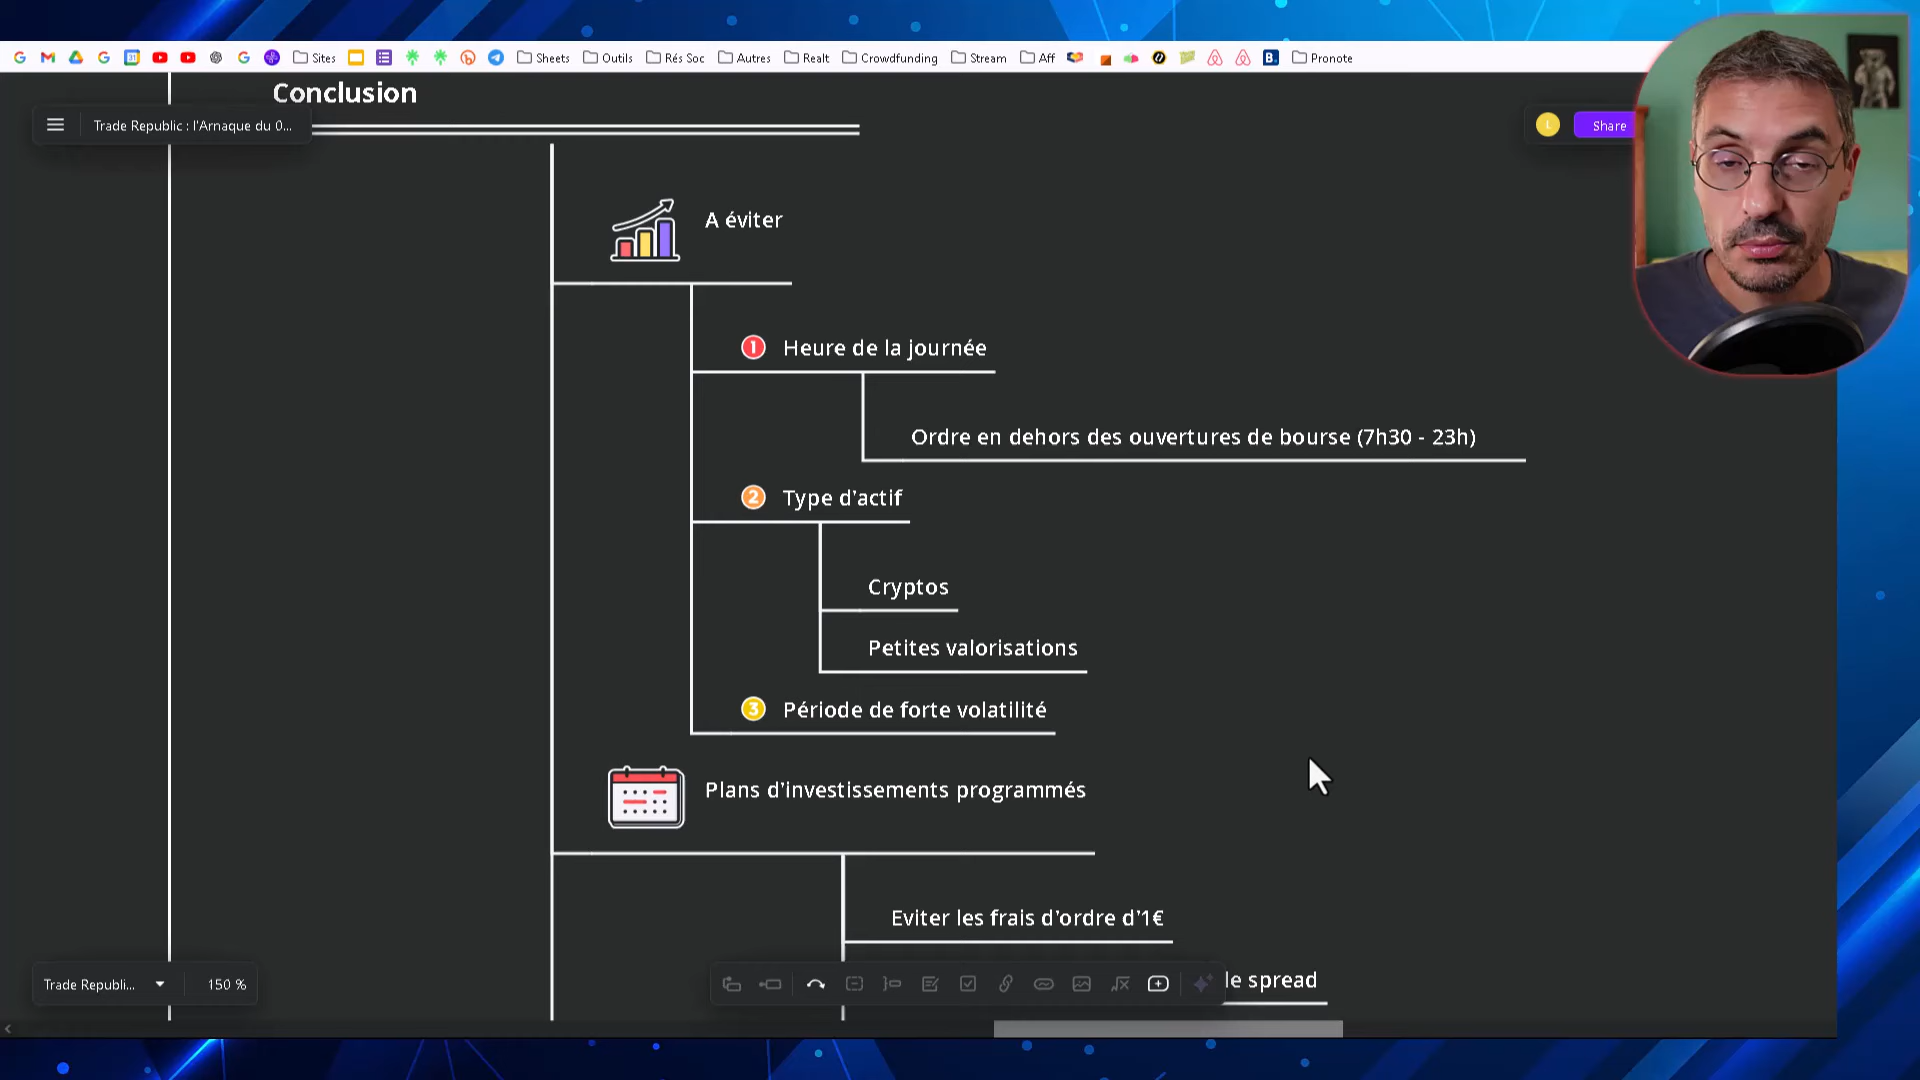 Sites
Sheets
Outils
Rés Soc
Autres
Realt
Crowdfunding
Stream
Aff
B.
Pronote
Conclusion
Trade Republic : l'Arnaque du 0...
L
Share
A éviter
1 Heure de la journée
Ordre en dehors des ouvertures de bourse (7h30 - 23h)
2 Type d'actif
Cryptos
Petites valorisations
3 Période de forte volatilité
Plans d'investissements programmés
Eviter les frais d'ordre d'1€
le spread
Trade Republi...
150 %